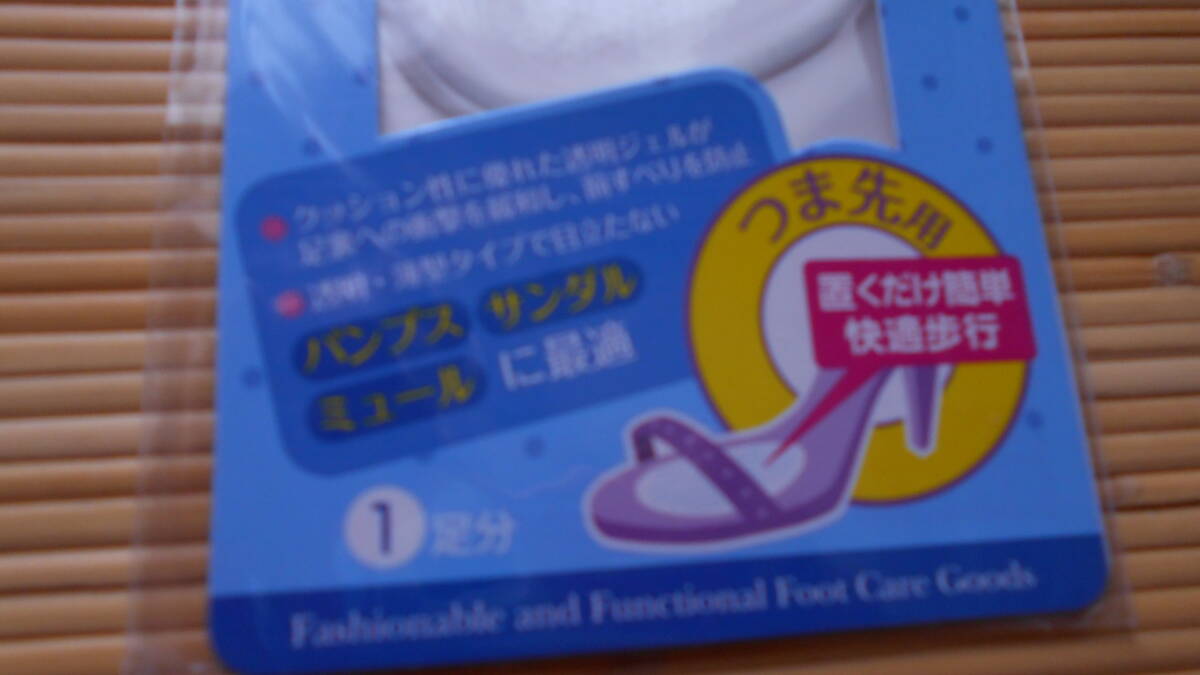 クッション性に優れた透明ジェルが
足裏への衝撃を緩和し、前すべりを防止
透明・薄型タイプで目立たない
パンプス サンダル
ミュール に最適
つま先用
置くだけ簡単
快適歩行
1足分
Fashionable and Functional Foot Care Goods